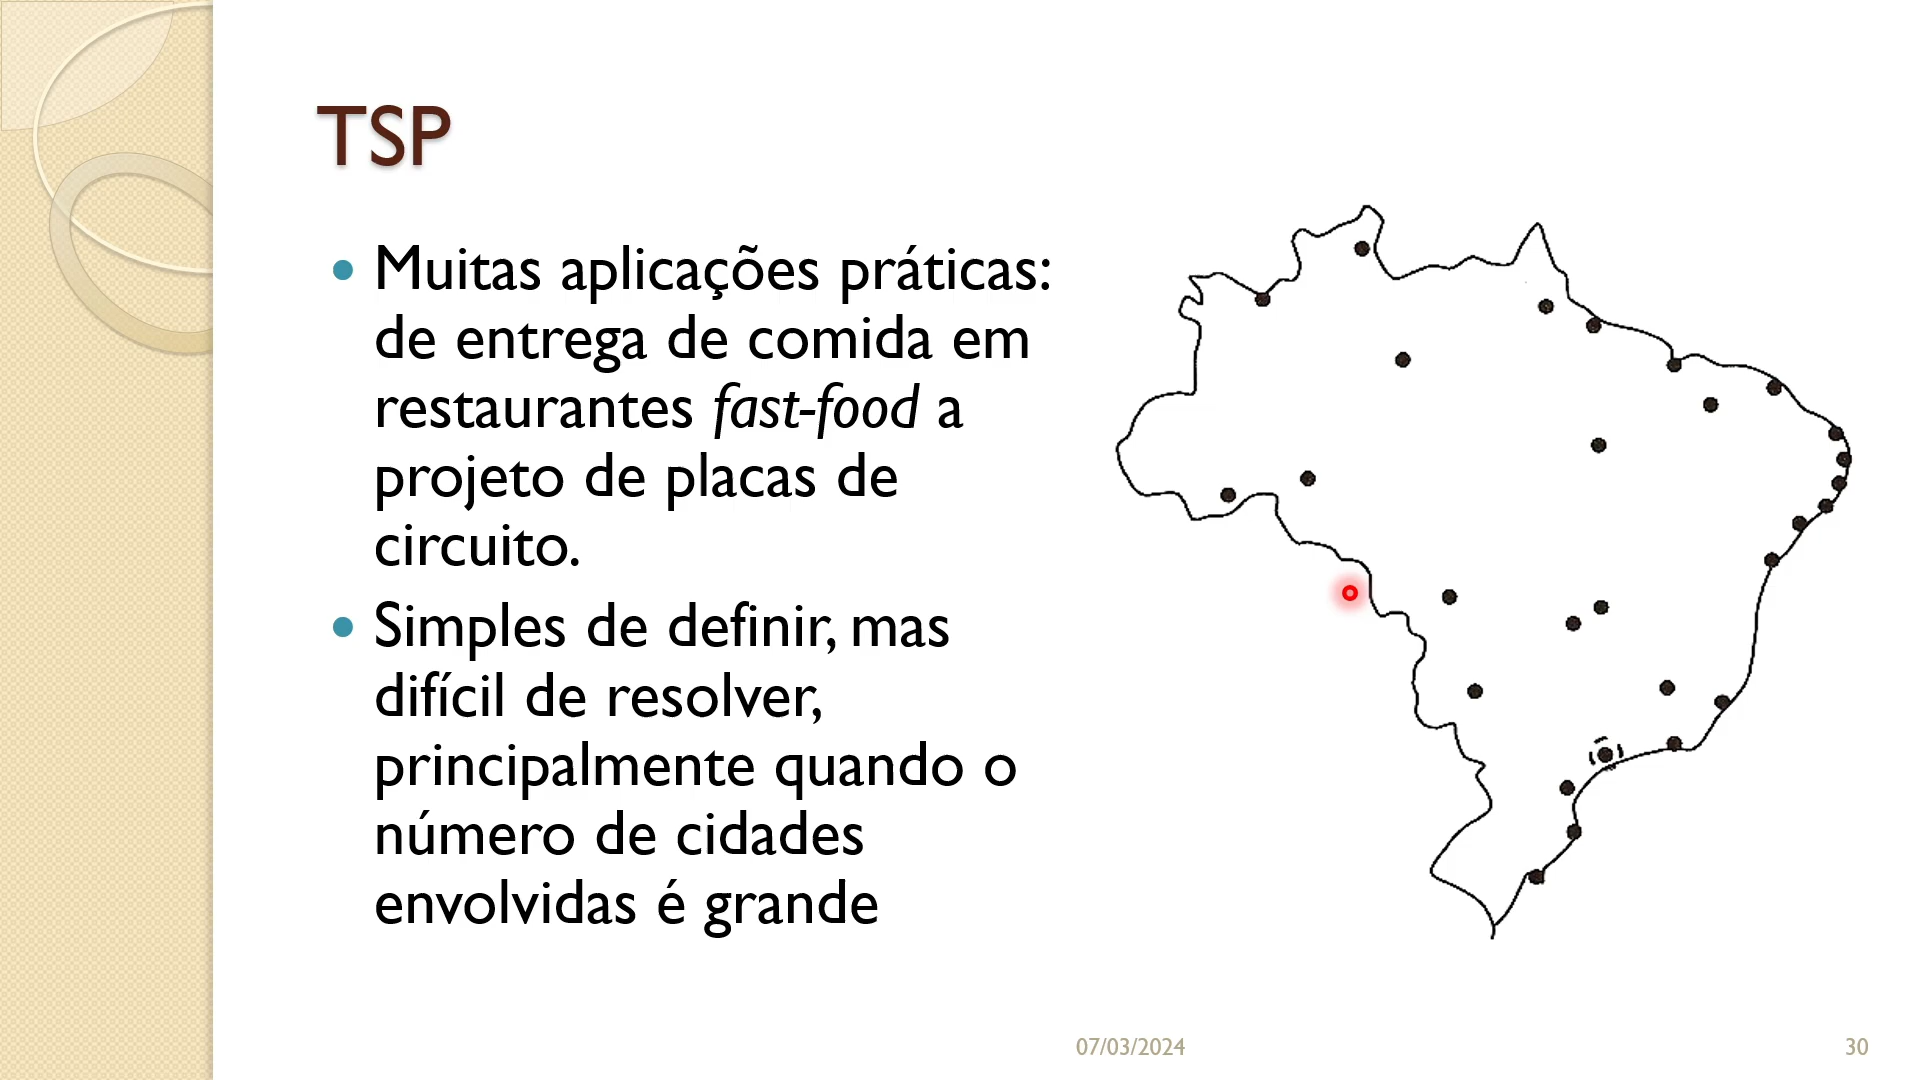 TSP
• Muitas aplicações práticas:
de entrega de comida em
restaurantes fast-food a
projeto de placas de
circuito.
• Simples de definir, mas
difícil de resolver,
principalmente quando o
número de cidades
envolvidas é grande
07/03/2024
30